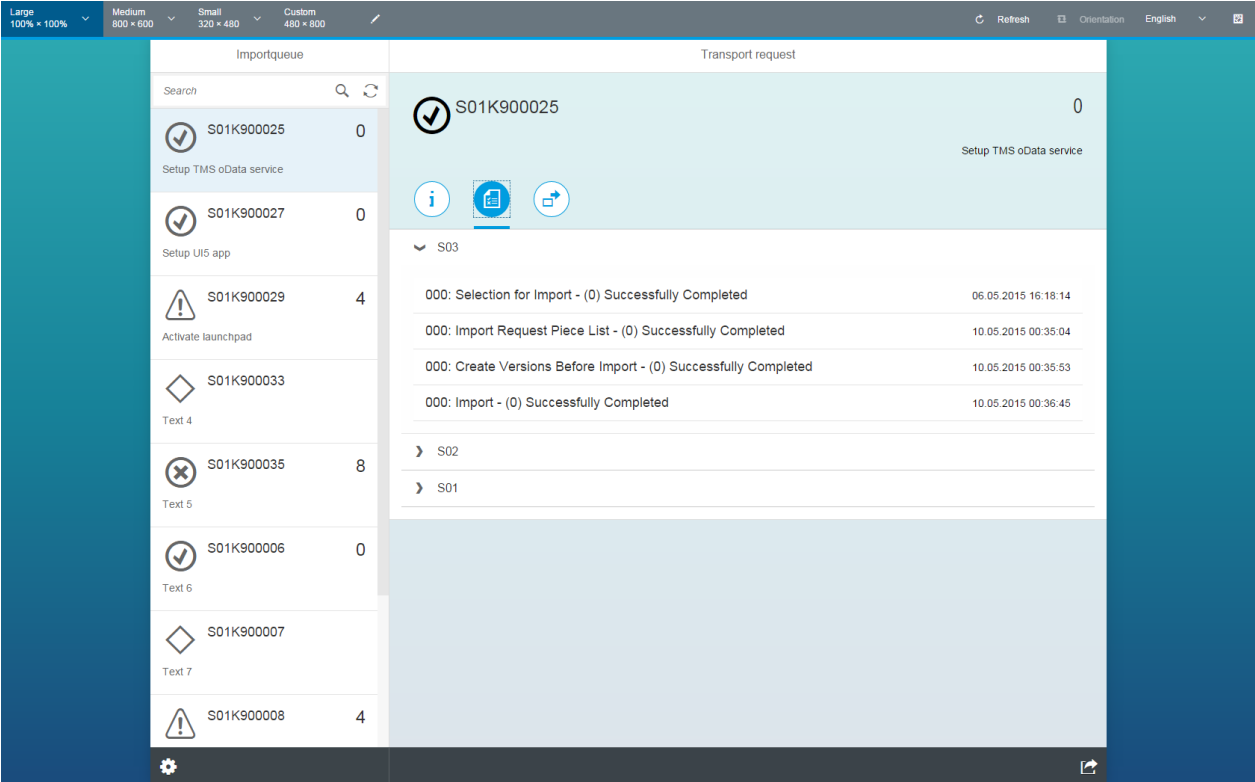 Large
100% × 100%
Medium
800 × 600
Small
320 × 480
Custom
480 × 800
Refresh
Orientation
English
Importqueue
Transport request
Search
S01K900025 0
Setup TMS oData service
S01K900027 0
Setup UI5 app
S01K900029 4
Activate launchpad
S01K900033
Text 4
S01K900035 8
Text 5
S01K900006 0
Text 6
S01K900007
Text 7
S01K900008 4
S01K900025 0
Setup TMS oData service
i
S03
000: Selection for Import - (0) Successfully Completed 06.05.2015 16:18:14
000: Import Request Piece List - (0) Successfully Completed 10.05.2015 00:35:04
000: Create Versions Before Import - (0) Successfully Completed 10.05.2015 00:35:53
000: Import - (0) Successfully Completed 10.05.2015 00:36:45
S02
S01